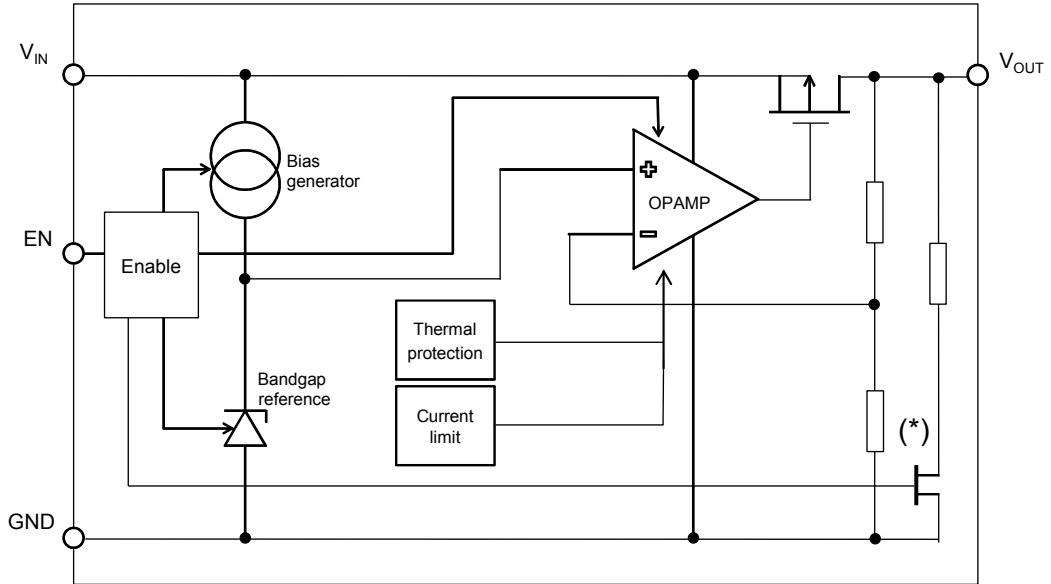 V_IN
V_OUT
Bias
generator
+
OPAMP
−
EN
Enable
Thermal
protection
Bandgap
reference
Current
limit
(*)
GND